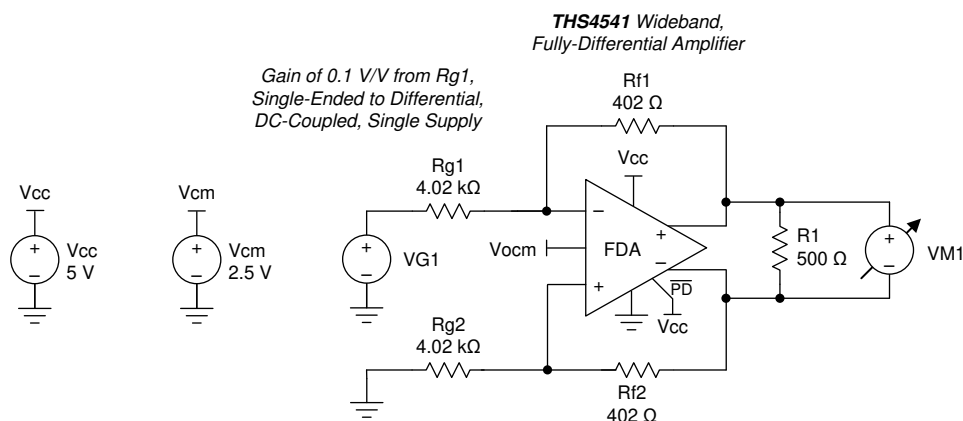 THS4541 Wideband,
Fully-Differential Amplifier
Gain of 0.1 V/V from Rg1,
Single-Ended to Differential,
DC-Coupled, Single Supply
Rf1
402 Ω
Vcc
Rg1
4.02 kΩ
Vcc
Vcm
−
+
Vcc
5 V
+
−
Vcm
2.5 V
+
−
VG1
Vocm
FDA
+
−
+
−
PD
Vcc
R1
500 Ω
+
−
VM1
Rg2
4.02 kΩ
Rf2
402 Ω